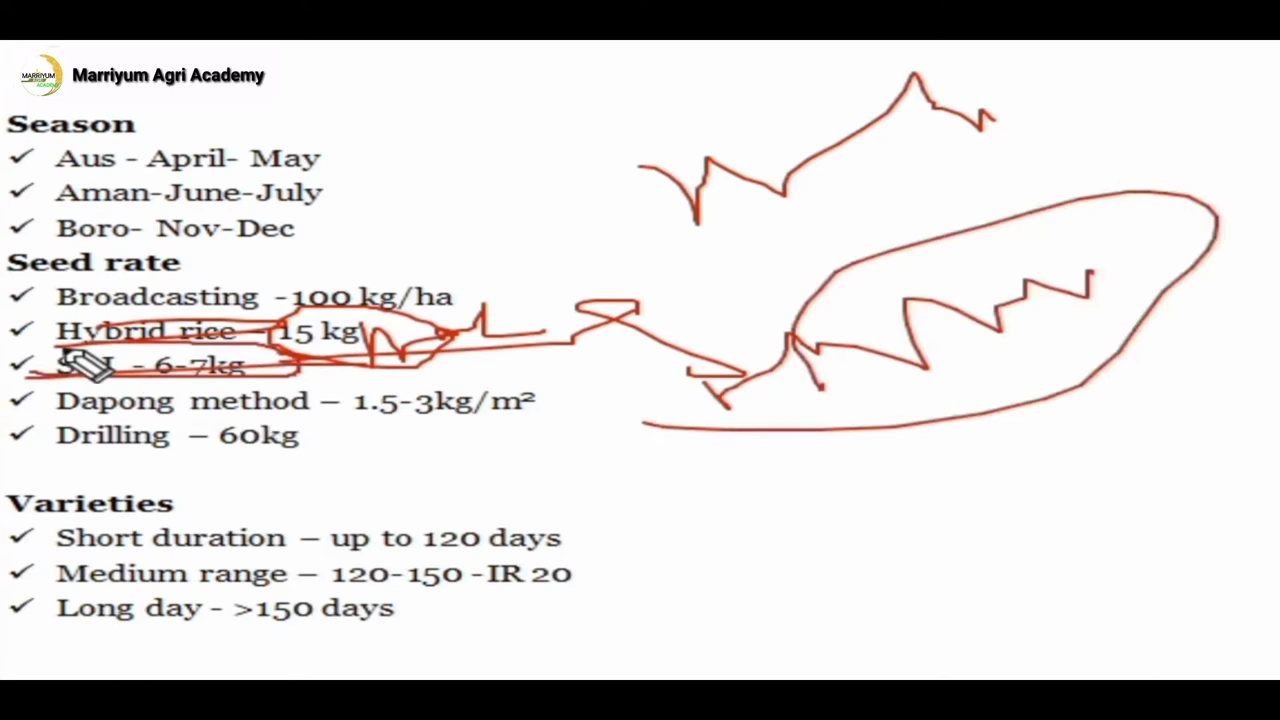 MARRIYUM
ACADEMY
Marriyum Agri Academy
Season
✓ Aus - April- May
✓ Aman-June-July
✓ Boro- Nov-Dec
Seed rate
✓ Broadcasting -100 kg/ha
✓ Hybrid rice – 15 kg
✓ - 6-7kg
✓ Dapong method – 1.5-3kg/m²
✓ Drilling – 60kg
Varieties
✓ Short duration – up to 120 days
✓ Medium range – 120-150 -IR 20
✓ Long day - >150 days